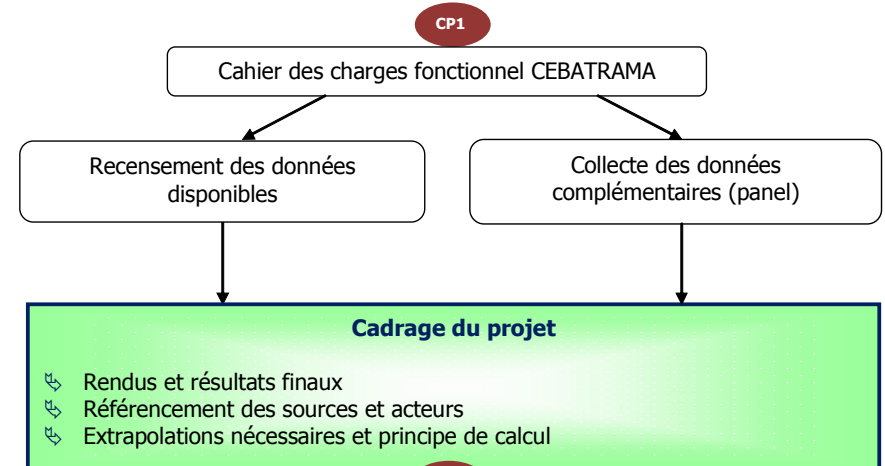 CP1
Cahier des charges fonctionnel CEBATRAMA
Recensement des données
disponibles
Collecte des données
complémentaires (panel)
Cadrage du projet
Rendus et résultats finaux
Référencement des sources et acteurs
Extrapolations nécessaires et principe de calcul